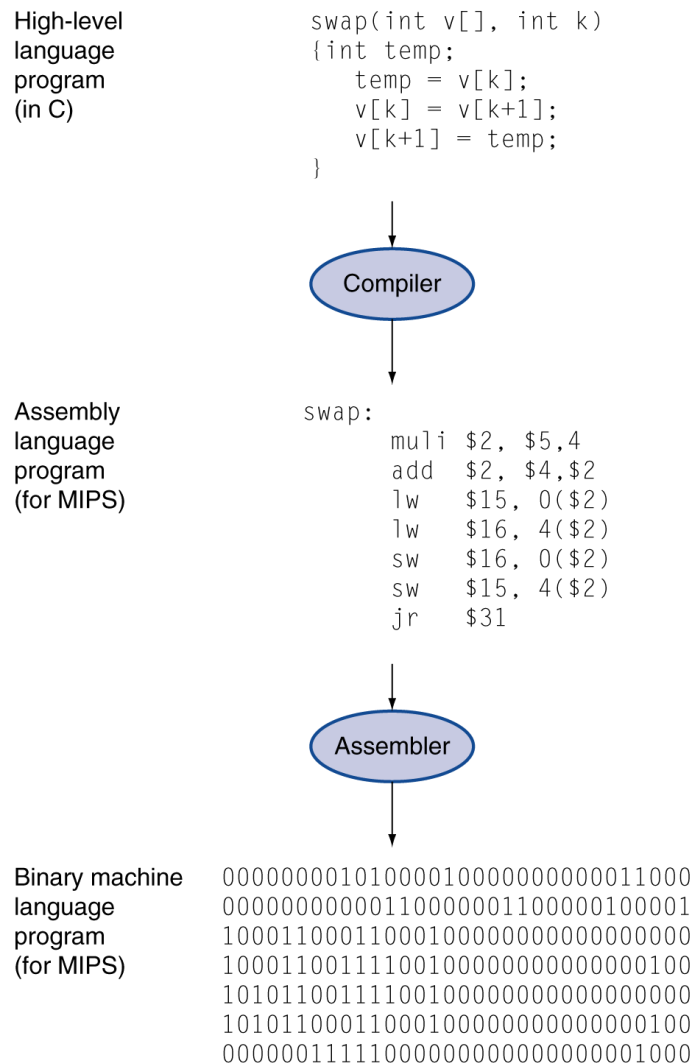 High-level
language
program
(in C)
swap(int v[], int k)
{int temp;
temp = v[k];
v[k] = v[k+1];
v[k+1] = temp;
}
Compiler
Assembly
language
program
(for MIPS)
swap:
muli $2, $5,4
add $2, $4,$2
lw $15, 0($2)
lw $16, 4($2)
sw $16, 0($2)
sw $15, 4($2)
jr $31
Assembler
Binary machine
language
program
(for MIPS)
00000000101000010000000000011000
00000000000110000001100000100001
10001100011000100000000000000000
10001100111100100000000000000100
10101100111100100000000000000000
10101100011000100000000000000100
00000011111000000000000000001000